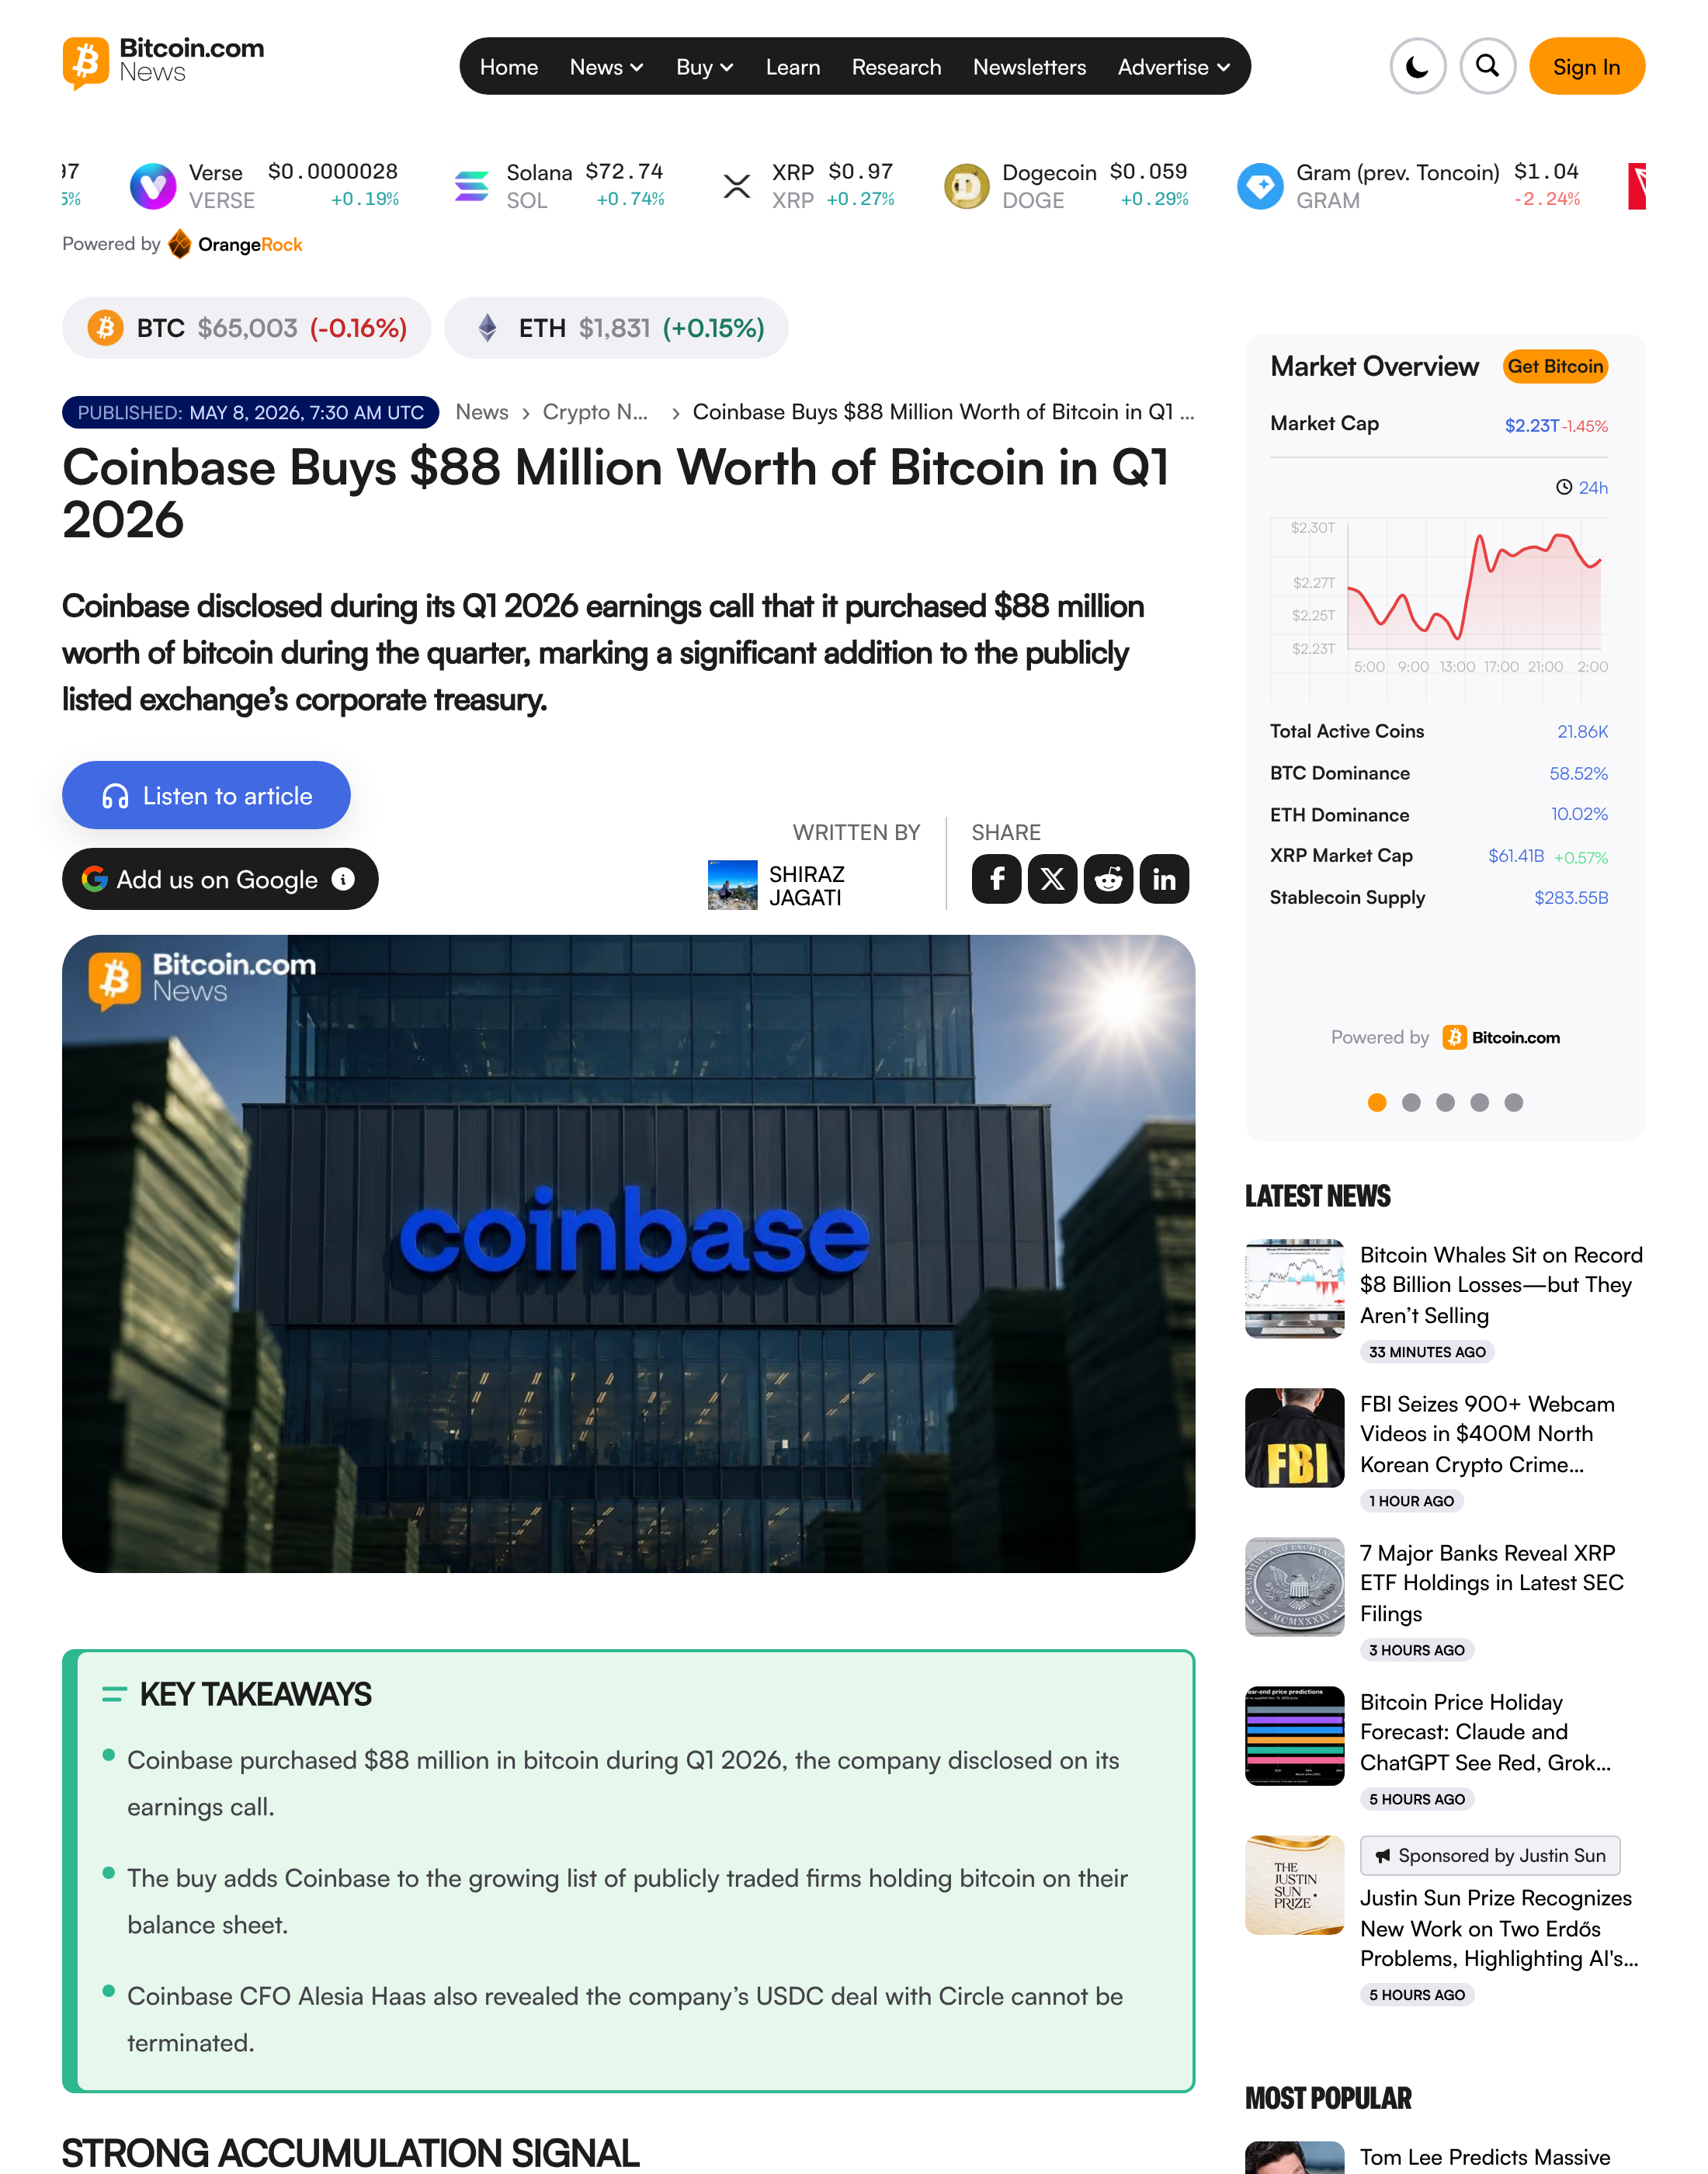 Bitcoin.com
News
Home News Buy Learn Research Newsletters Advertise
Sign In
97
5%
Verse $0.0000028
VERSE +0.19%
Solana $72.74
SOL +0.74%
XRP $0.97
XRP +0.27%
Dogecoin $0.059
DOGE +0.29%
Gram (prev. Toncoin) $1.04
GRAM -2.24%
Powered by OrangeRock
BTC $65,003 (-0.16%)
ETH $1,831 (+0.15%)
PUBLISHED: MAY 8, 2026, 7:30 AM UTC
News › Crypto N... › Coinbase Buys $88 Million Worth of Bitcoin in Q1 ...
Coinbase Buys $88 Million Worth of Bitcoin in Q1
2026
Coinbase disclosed during its Q1 2026 earnings call that it purchased $88 million
worth of bitcoin during the quarter, marking a significant addition to the publicly
listed exchange’s corporate treasury.
Listen to article
Add us on Google
WRITTEN BY
SHIRAZ
JAGATI
SHARE
Bitcoin.com
News
coinbase
KEY TAKEAWAYS
Coinbase purchased $88 million in bitcoin during Q1 2026, the company disclosed on its
earnings call.
The buy adds Coinbase to the growing list of publicly traded firms holding bitcoin on their
balance sheet.
Coinbase CFO Alesia Haas also revealed the company’s USDC deal with Circle cannot be
terminated.
STRONG ACCUMULATION SIGNAL
Market Overview Get Bitcoin
Market Cap $2.23T -1.45%
24h
$2.30T
$2.27T
$2.25T
$2.23T
5:00 9:00 13:00 17:00 21:00 2:00
Total Active Coins 21.86K
BTC Dominance 58.52%
ETH Dominance 10.02%
XRP Market Cap $61.41B +0.57%
Stablecoin Supply $283.55B
Powered by Bitcoin.com
LATEST NEWS
Bitcoin Whales Sit on Record
$8 Billion Losses—but They
Aren’t Selling
33 MINUTES AGO
FBI
FBI Seizes 900+ Webcam
Videos in $400M North
Korean Crypto Crime...
1 HOUR AGO
MCMXXXIV
7 Major Banks Reveal XRP
ETF Holdings in Latest SEC
Filings
3 HOURS AGO
ear-end price predictions
Bitcoin Price Holiday
Forecast: Claude and
ChatGPT See Red, Grok...
5 HOURS AGO
THE
JUSTIN
SUN
PRIZE
Sponsored by Justin Sun
Justin Sun Prize Recognizes
New Work on Two Erdős
Problems, Highlighting AI's...
5 HOURS AGO
MOST POPULAR
Tom Lee Predicts Massive